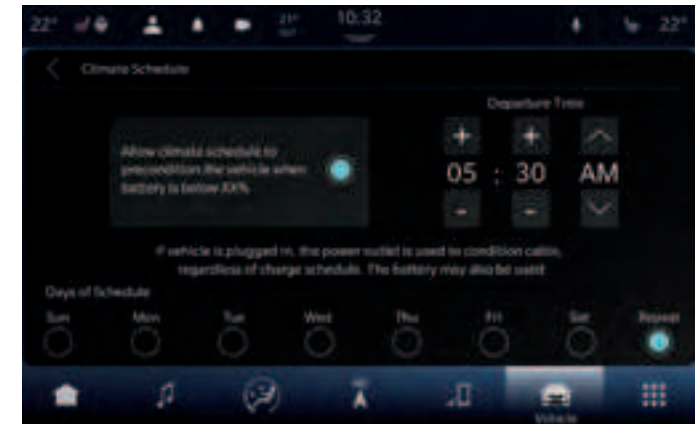 22° 21° 10:32 22°
OUT
Climate Schedule
Departure Time
Allow climate schedule to
precondition the vehicle when
battery is below XX%
05 : 30 AM
If vehicle is plugged in, the power outlet is used to condition cabin,
regardless of charge schedule. The battery may also be used
Days of Schedule
Sun Mon Tue Wed Thu Fri Sat Repeat
Vehicle